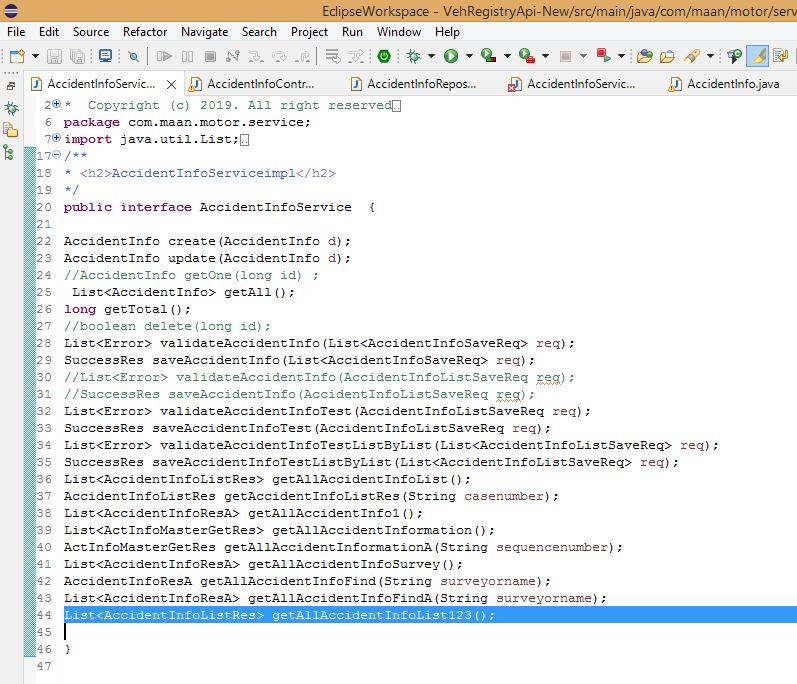 EclipseWorkspace - VehRegistryApi-New/src/main/java/com/maan/motor/serv
File Edit Source Refactor Navigate Search Project Run Window Help
AccidentInfoServic... AccidentInfoContr... AccidentInfoRepos... AccidentInfoServic... AccidentInfo.java
2 * Copyright (c) 2019. All right reserved
6 package com.maan.motor.service;
7 import java.util.List;
17 /**
18 * <h2>AccidentInfoServiceimpl</h2>
19 */
20 public interface AccidentInfoService {
21
22 AccidentInfo create(AccidentInfo d);
23 AccidentInfo update(AccidentInfo d);
24 //AccidentInfo getOne(long id) ;
25 List<AccidentInfo> getAll();
26 long getTotal();
27 //boolean delete(long id);
28 List<Error> validateAccidentInfo(List<AccidentInfoSaveReq> req);
29 SuccessRes saveAccidentInfo(List<AccidentInfoSaveReq> req);
30 //List<Error> validateAccidentInfo(AccidentInfoListSaveReq req);
31 //SuccessRes saveAccidentInfo(AccidentInfoListSaveReq req);
32 List<Error> validateAccidentInfoTest(AccidentInfoListSaveReq req);
33 SuccessRes saveAccidentInfoTest(AccidentInfoListSaveReq req);
34 List<Error> validateAccidentInfoTestListByList(List<AccidentInfoListSaveReq> req);
35 SuccessRes saveAccidentInfoTestListByList(List<AccidentInfoListSaveReq> req);
36 List<AccidentInfoListRes> getAllAccidentInfoList();
37 AccidentInfoListRes getAccidentInfoListRes(String casenumber);
38 List<AccidentInfoResA> getAllAccidentInfo1();
39 List<ActInfoMasterGetRes> getAllAccidentInformation();
40 ActInfoMasterGetRes getAllAccidentInformationA(String sequencenumber);
41 List<AccidentInfoResA> getAllAccidentInfoSurvey();
42 AccidentInfoResA getAllAccidentInfoFind(String surveyorname);
43 List<AccidentInfoResA> getAllAccidentInfoFindA(String surveyorname);
44 List<AccidentInfoListRes> getAllAccidentInfoList123();
45
46 }
47